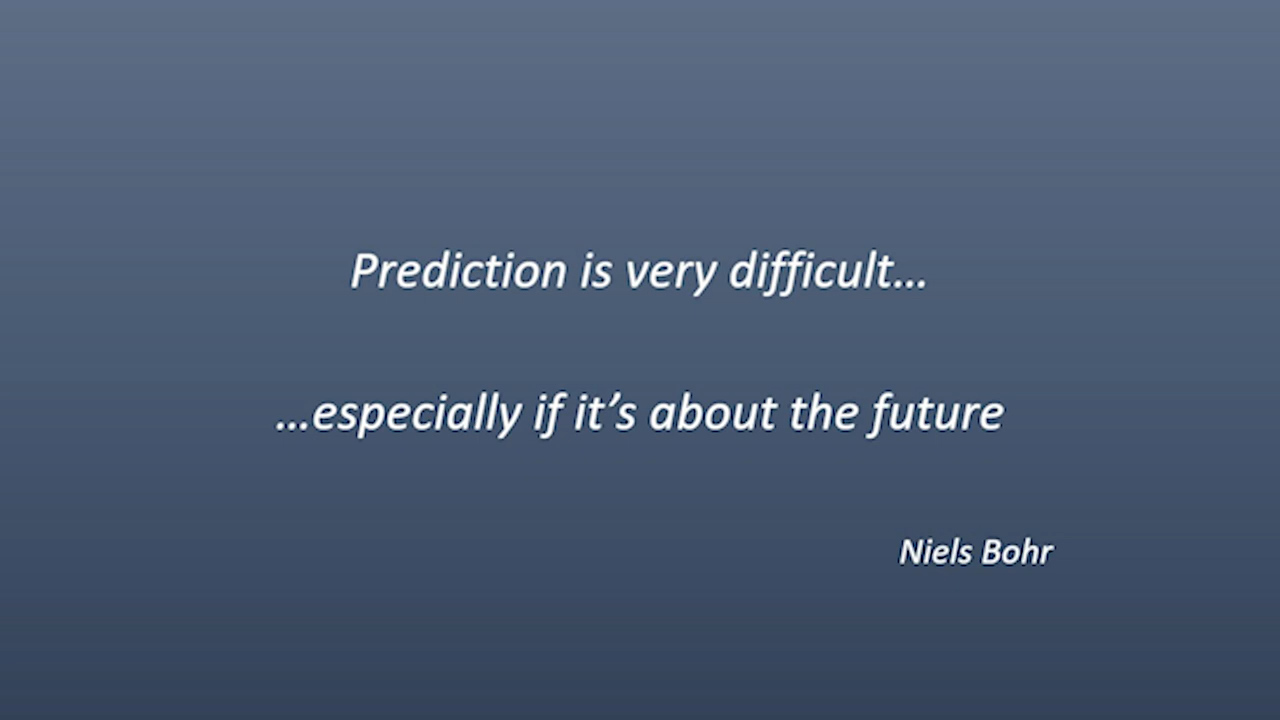 Prediction is very difficult…
…especially if it’s about the future
Niels Bohr